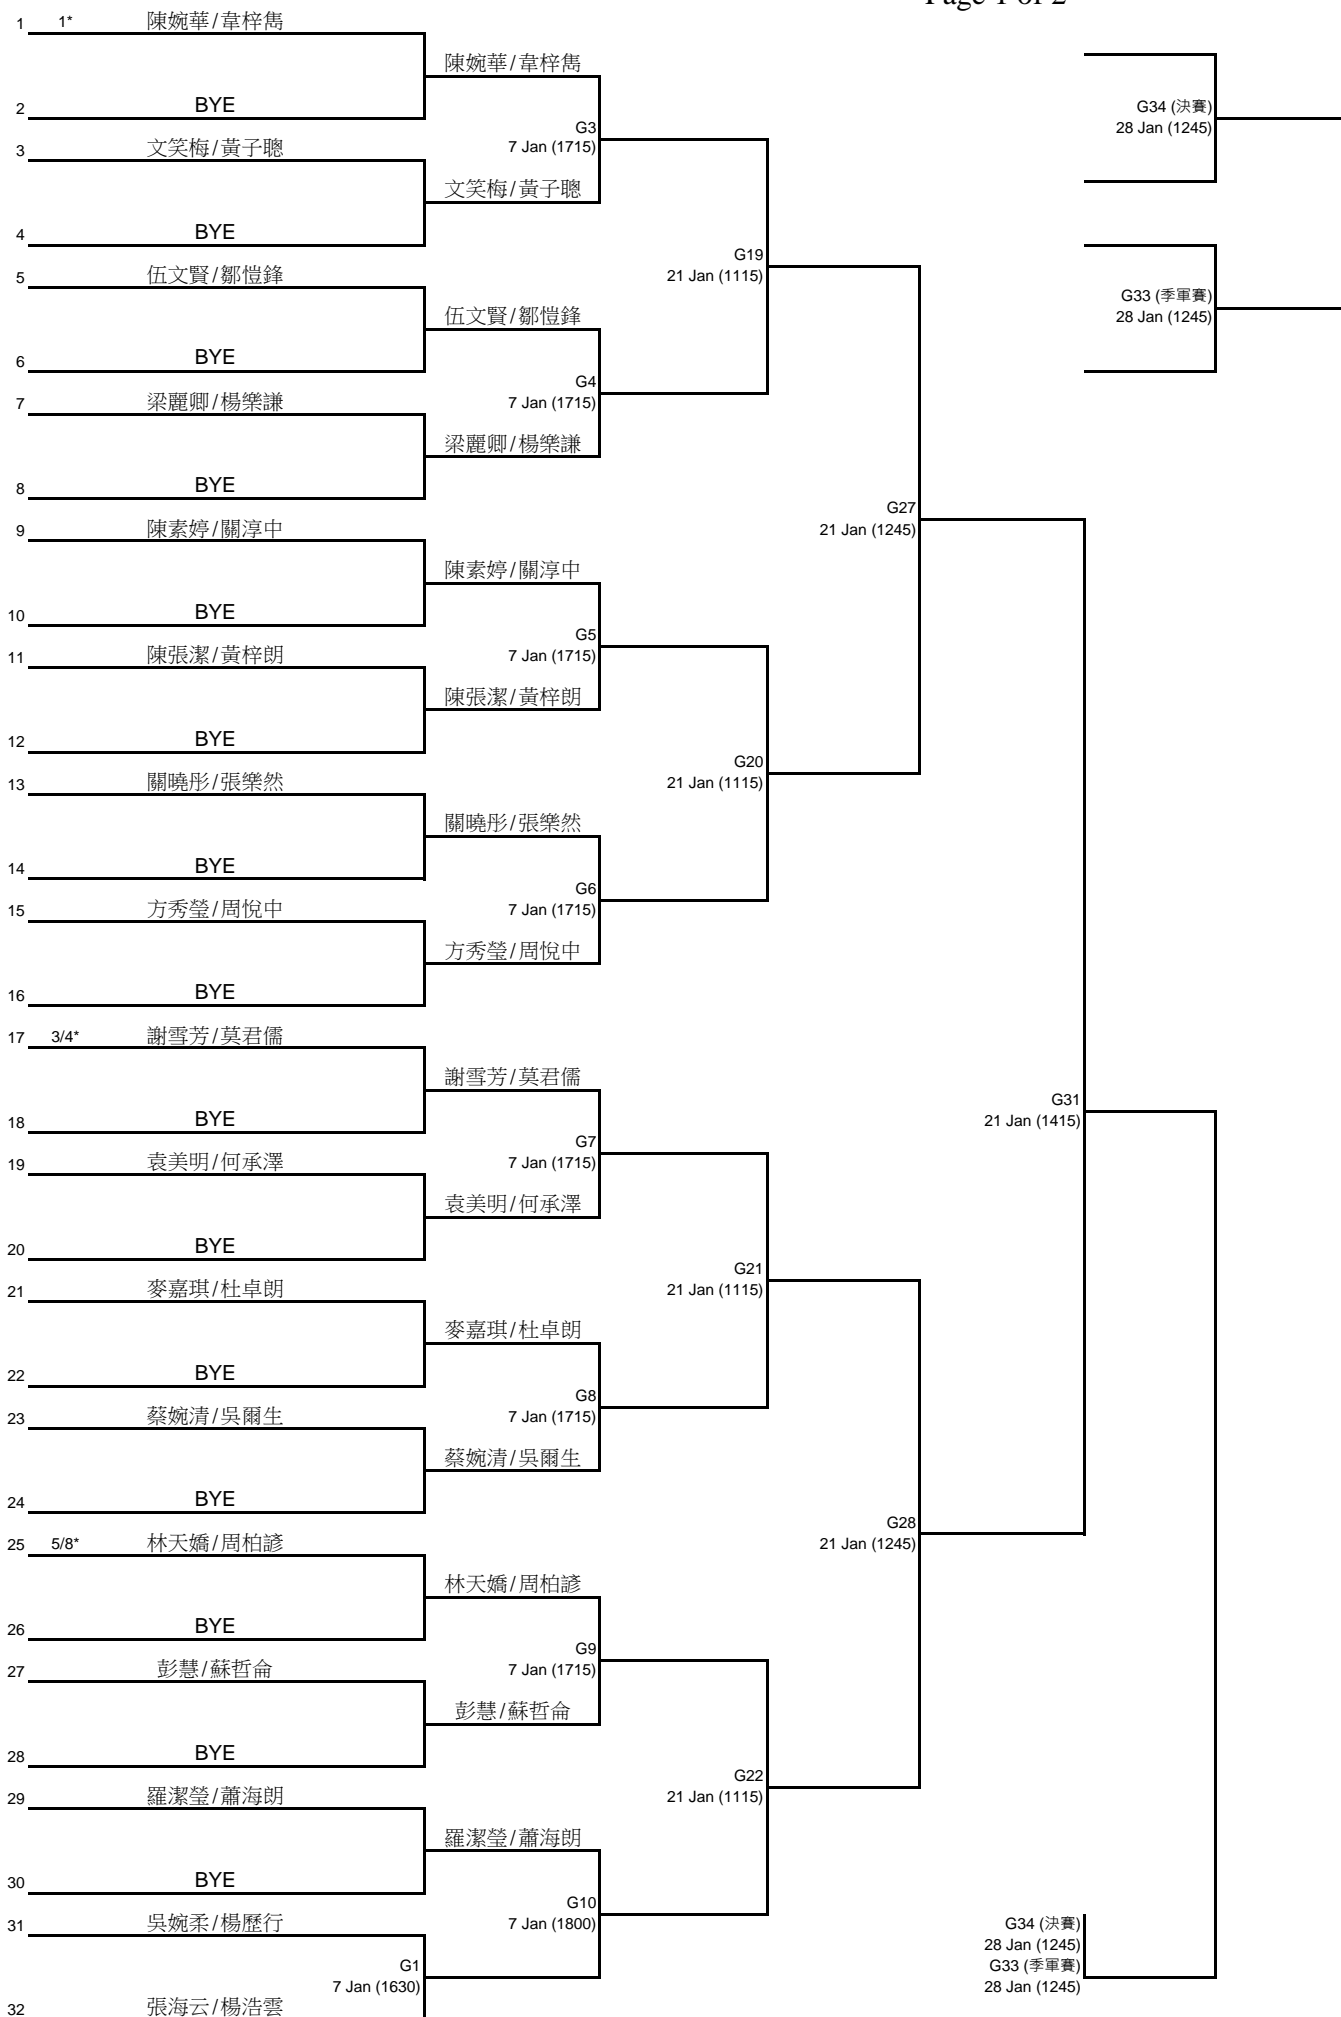 Page 1 of 2
1 1* 陳婉華/韋梓雋
陳婉華/韋梓雋
2 BYE
G34 (決賽)
28 Jan (1245)
G3
7 Jan (1715)
3 文笑梅/黃子聰
文笑梅/黃子聰
4 BYE
G19
21 Jan (1115)
5 伍文賢/鄒愷鋒
G33 (季軍賽)
28 Jan (1245)
伍文賢/鄒愷鋒
6 BYE
G4
7 Jan (1715)
7 梁麗卿/楊樂謙
梁麗卿/楊樂謙
8 BYE
G27
21 Jan (1245)
9 陳素婷/關淳中
陳素婷/關淳中
10 BYE
G5
7 Jan (1715)
11 陳張潔/黃梓朗
陳張潔/黃梓朗
12 BYE
G20
21 Jan (1115)
13 關曉彤/張樂然
關曉彤/張樂然
14 BYE
G6
7 Jan (1715)
15 方秀瑩/周悅中
方秀瑩/周悅中
16 BYE
17 3/4* 謝雪芳/莫君儒
謝雪芳/莫君儒
G31
21 Jan (1415)
18 BYE
G7
7 Jan (1715)
19 袁美明/何承澤
袁美明/何承澤
20 BYE
G21
21 Jan (1115)
21 麥嘉琪/杜卓朗
麥嘉琪/杜卓朗
22 BYE
G8
7 Jan (1715)
23 蔡婉清/吳爾生
蔡婉清/吳爾生
24 BYE
G28
21 Jan (1245)
25 5/8* 林天嬌/周柏諺
林天嬌/周柏諺
26 BYE
G9
7 Jan (1715)
27 彭慧/蘇哲侖
彭慧/蘇哲侖
28 BYE
G22
21 Jan (1115)
29 羅潔瑩/蕭海朗
羅潔瑩/蕭海朗
30 BYE
G10
7 Jan (1800)
31 吳婉柔/楊歷行
G34 (決賽)
28 Jan (1245)
G33 (季軍賽)
28 Jan (1245)
G1
7 Jan (1630)
32 張海云/楊浩雲